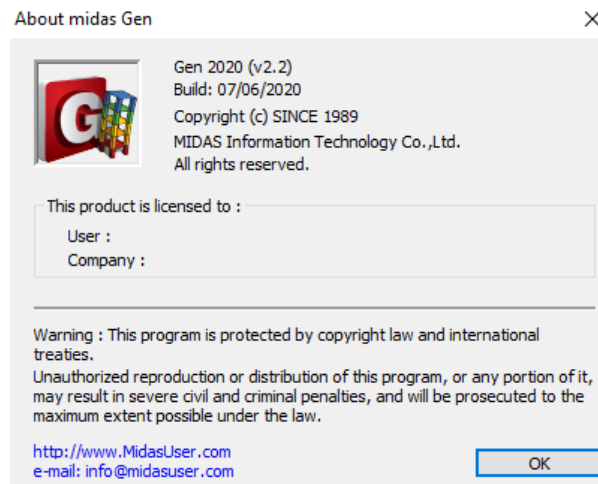 About midas Gen
Gen 2020 (v2.2)
Build: 07/06/2020
Copyright (c) SINCE 1989
MIDAS Information Technology Co.,Ltd.
All rights reserved.
This product is licensed to :
User :
Company :
Warning : This program is protected by copyright law and international
treaties.
Unauthorized reproduction or distribution of this program, or any portion of it,
may result in severe civil and criminal penalties, and will be prosecuted to the
maximum extent possible under the law.
http://www.MidasUser.com
e-mail: info@midasuser.com
OK